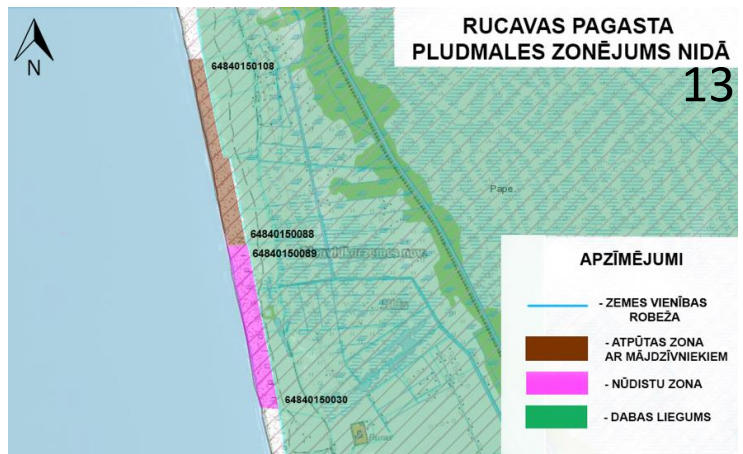 RUCAVAS PAGASTA
PLUDMALES ZONĒJUMS NIDĀ
13
N
64840150108
Pape
64840150088
64840150089
64840150030
APZĪMĒJUMI
- ZEMES VIENĪBAS
ROBEŽA
- ATPŪTAS ZONA
AR MĀJDZĪVNIEKIEM
- NŪDISTU ZONA
- DABAS LIEGUMS